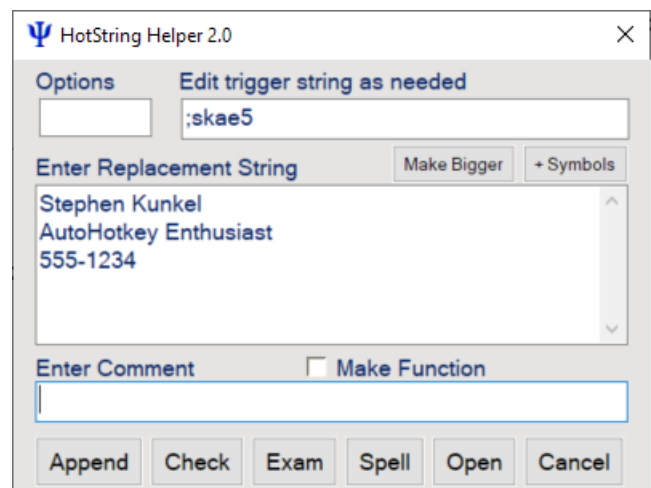 Ψ HotString Helper 2.0
Options Edit trigger string as needed
;skae5
Enter Replacement String Make Bigger + Symbols
Stephen Kunkel
AutoHotkey Enthusiast
555-1234
Enter Comment Make Function
Append Check Exam Spell Open Cancel